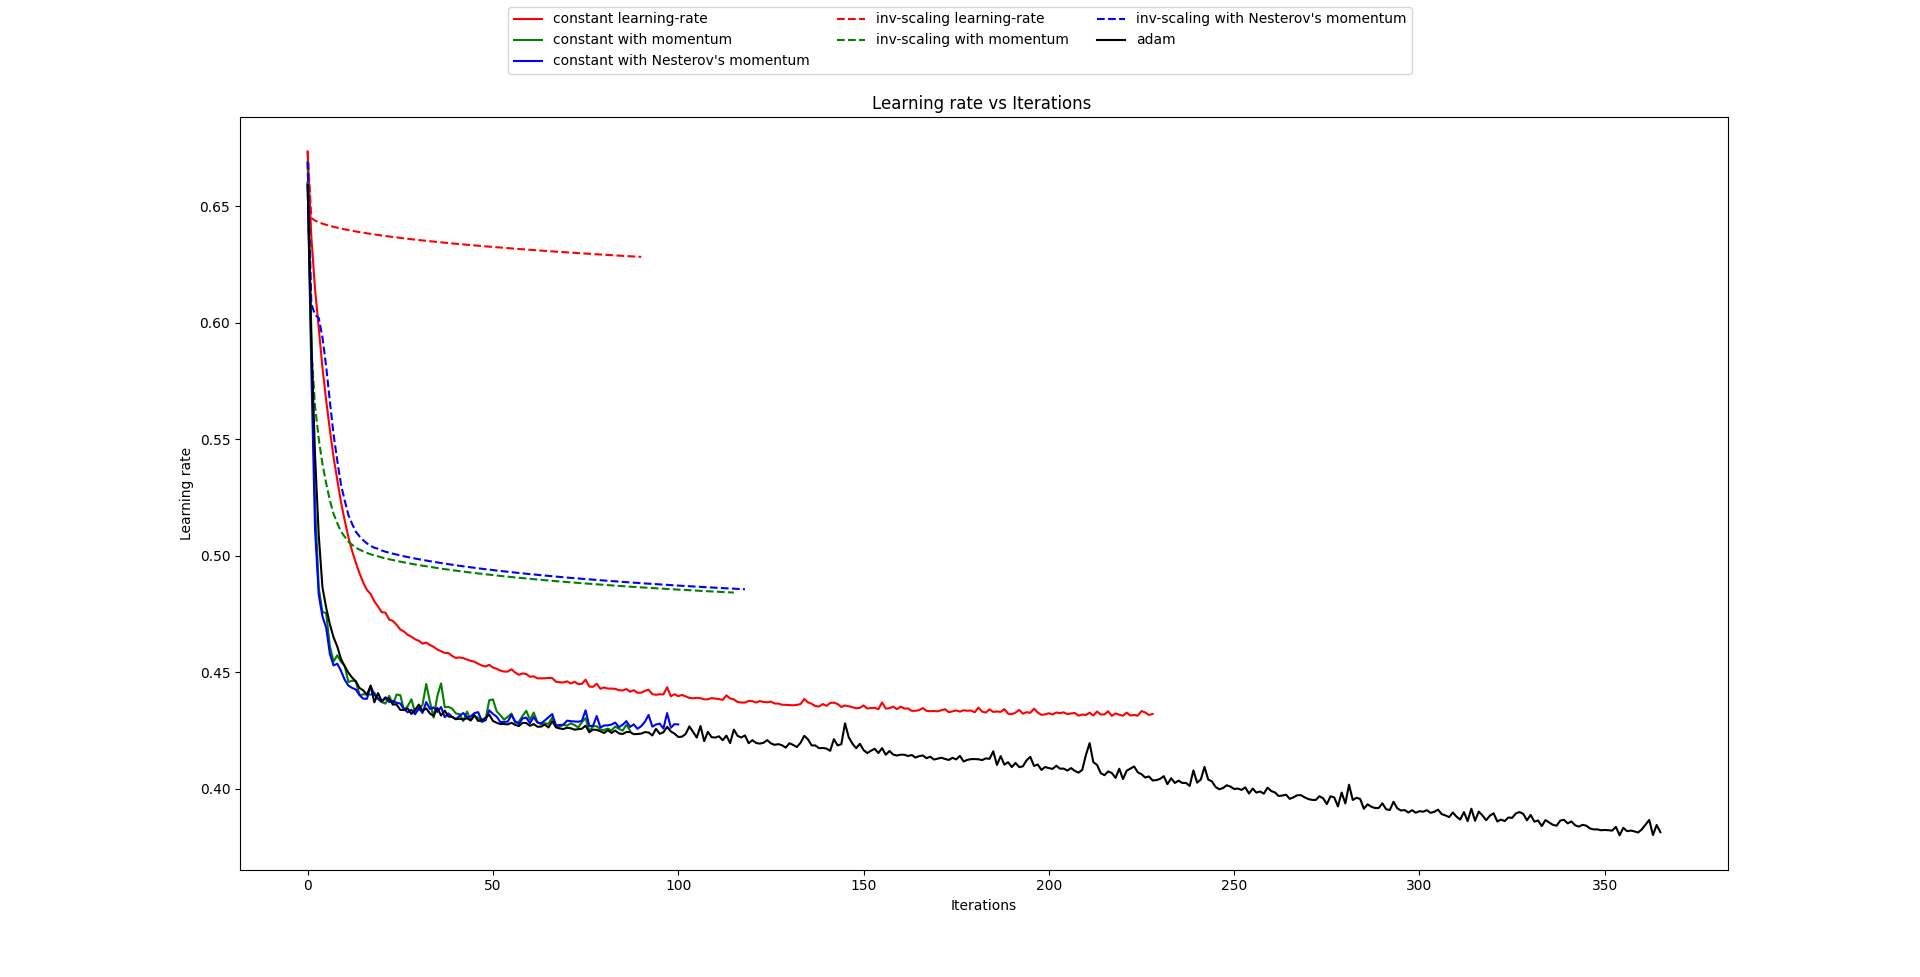 constant learning-rate
constant with momentum
constant with Nesterov's momentum
inv-scaling learning-rate
inv-scaling with momentum
inv-scaling with Nesterov's momentum
adam
Learning rate vs Iterations
Learning rate
0.65
0.60
0.55
0.50
0.45
0.40
0 50 100 150 200 250 300 350
Iterations